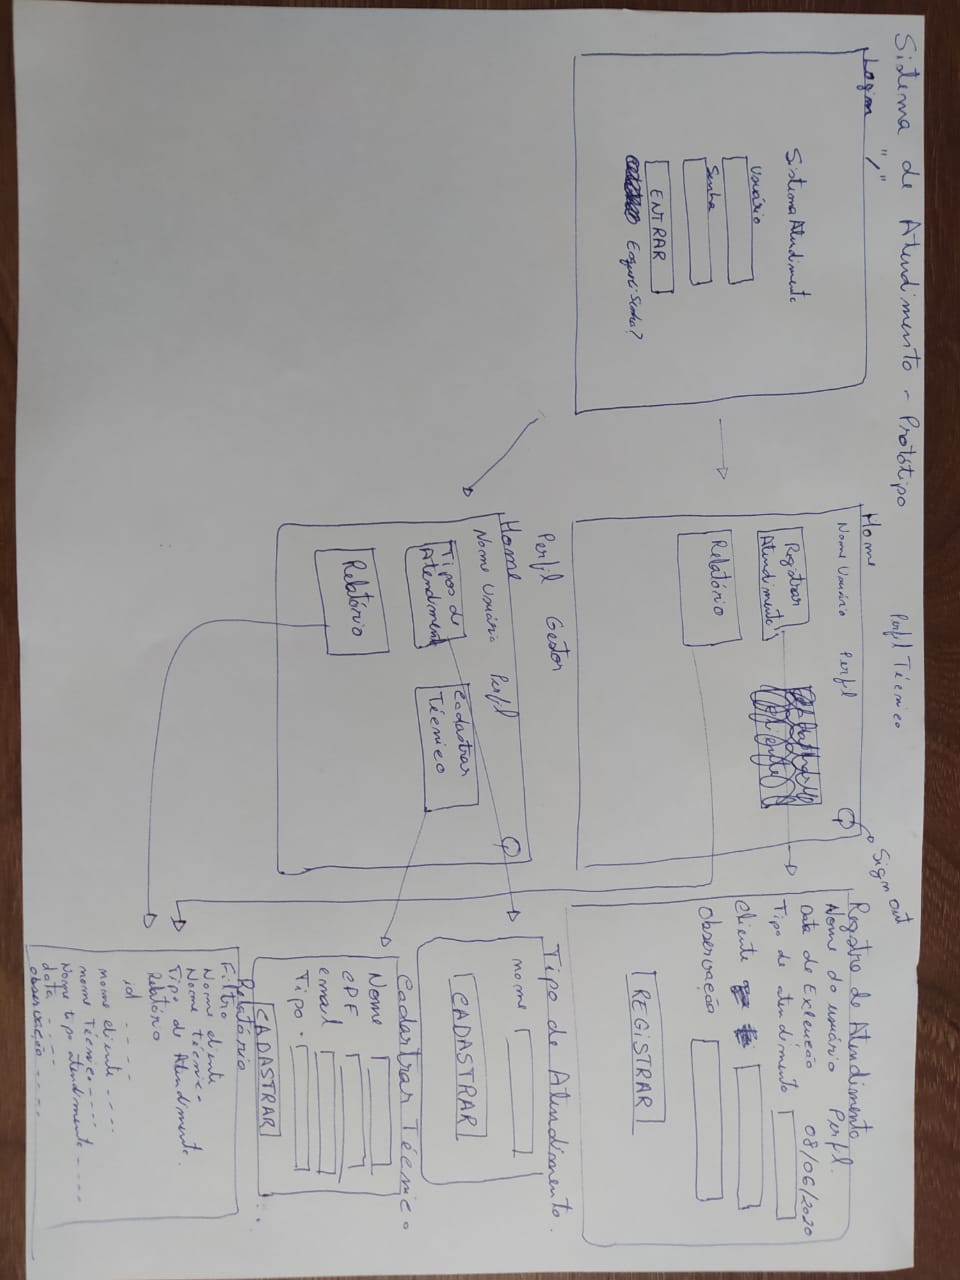 Sistema de Atendimento - Protótipo
Login "/"
Sistema Atendimento
Usuário
Senha
ENTRAR
Esqueci Senha?
Home
Perfil Técnico
Nome Usuário Perfil
Sign out
Registrar
Atendimento
Relatório
Registro de Atendimento
Nome do usuário Perfil.
Data de Execução 08/06/2020
Tipo de atendimento
Cliente
Observação
REGISTRAR
Perfil Gestor
Home
Nome Usuário Perfil
Tipos de
Atendimento
Cadastrar
Técnico
Relatório
Tipo de Atendimento.
nome
CADASTRAR
Cadastrar Técnico
Nome
CPF
email
Tipo.
CADASTRAR
Relatório
Filtro
Nome cliente
Nome técnico
Tipo de Atendimento.
Relatório
id - - - -
nome cliente - - - -
nome Técnico - - - -
Nome tipo atendimento - - - -
data - - - -
observação - - - -